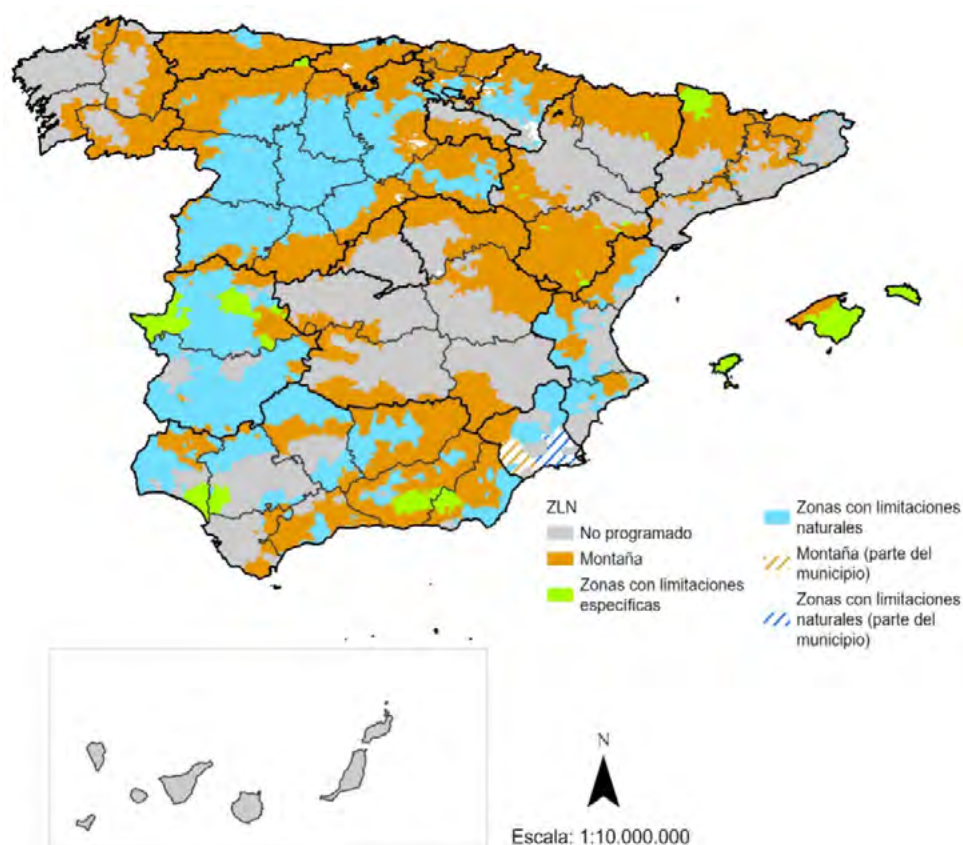 ZLN
No programado
Montaña
Zonas con limitaciones
específicas
Zonas con limitaciones
naturales
Montaña (parte del
municipio)
Zonas con limitaciones
naturales (parte del
municipio)
N
Escala: 1:10.000.000